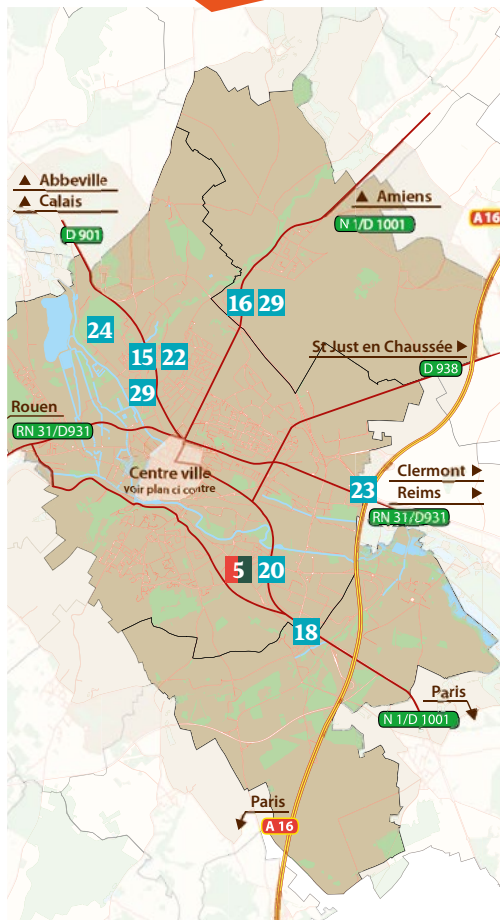 Abbeville
Calais
D 901
Amiens
N 1/D 1001
A 16
16 29
24
15 22
29
St Just en Chaussée
D 938
Rouen
RN 31/D931
Centre ville
voir plan ci contre
Clermont
Reims
23
RN 31/D931
5 20
18
Paris
N 1/D 1001
Paris
A 16